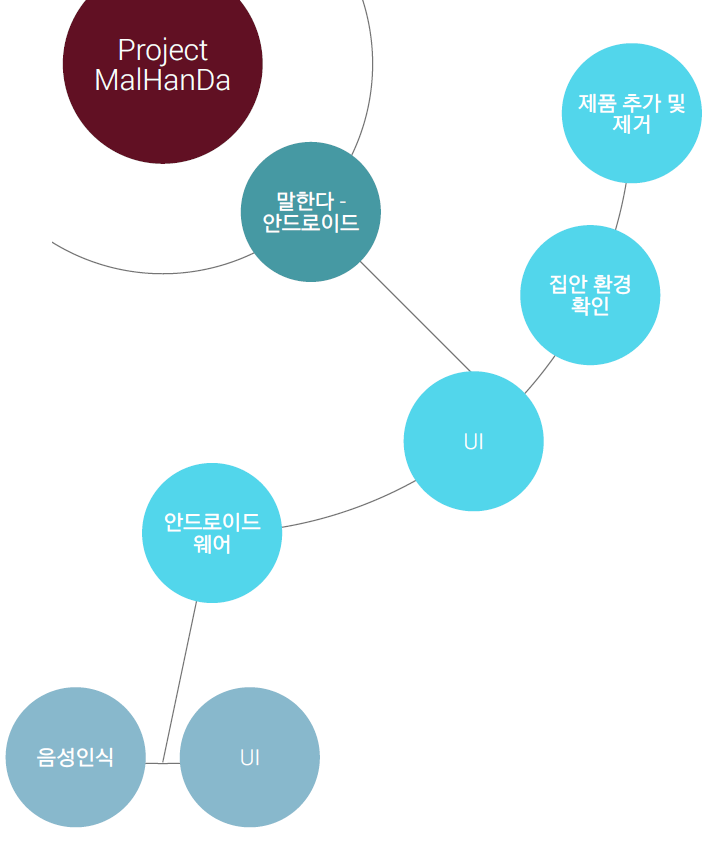 Project
MalHanDa
제품 추가 및
제거
말한다 -
안드로이드
집안 환경
확인
UI
안드로이드
웨어
음성인식
UI